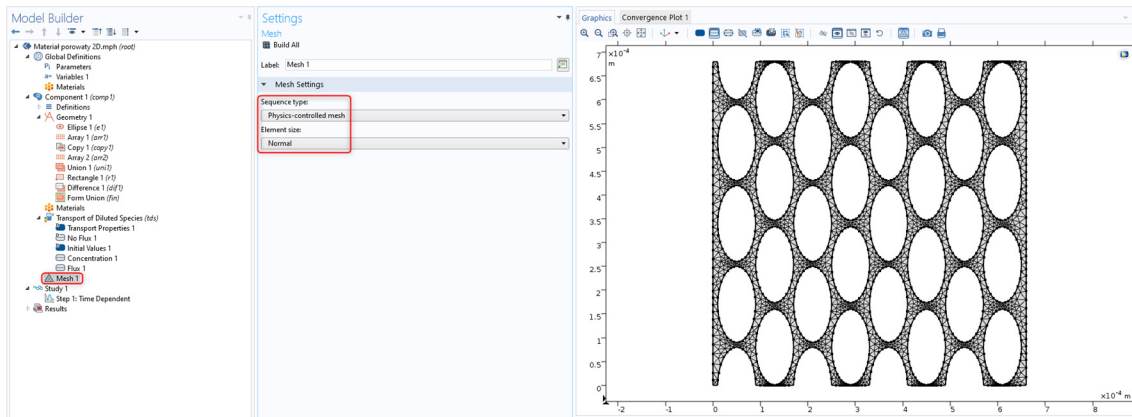 Model Builder
Material porowaty 2D.mph (root)
Global Definitions
Pi Parameters
a= Variables 1
Materials
Component 1 (comp1)
Definitions
Geometry 1
Ellipse 1 (e1)
Array 1 (arr1)
Copy 1 (copy1)
Array 2 (arr2)
Union 1 (uni1)
Rectangle 1 (r1)
Difference 1 (dif1)
Form Union (fin)
Materials
Transport of Diluted Species (tds)
Transport Properties 1
No Flux 1
Initial Values 1
Concentration 1
Flux 1
Mesh 1
Study 1
Step 1: Time Dependent
Results
Settings
Mesh
Build All
Label: Mesh 1
Mesh Settings
Sequence type:
Physics-controlled mesh
Element size:
Normal
Graphics Convergence Plot 1
×10⁻⁴
m
7
6.5
6
5.5
5
4.5
4
3.5
3
2.5
2
1.5
1
0.5
0
×10⁻⁴ m
-2 -1 0 1 2 3 4 5 6 7 8